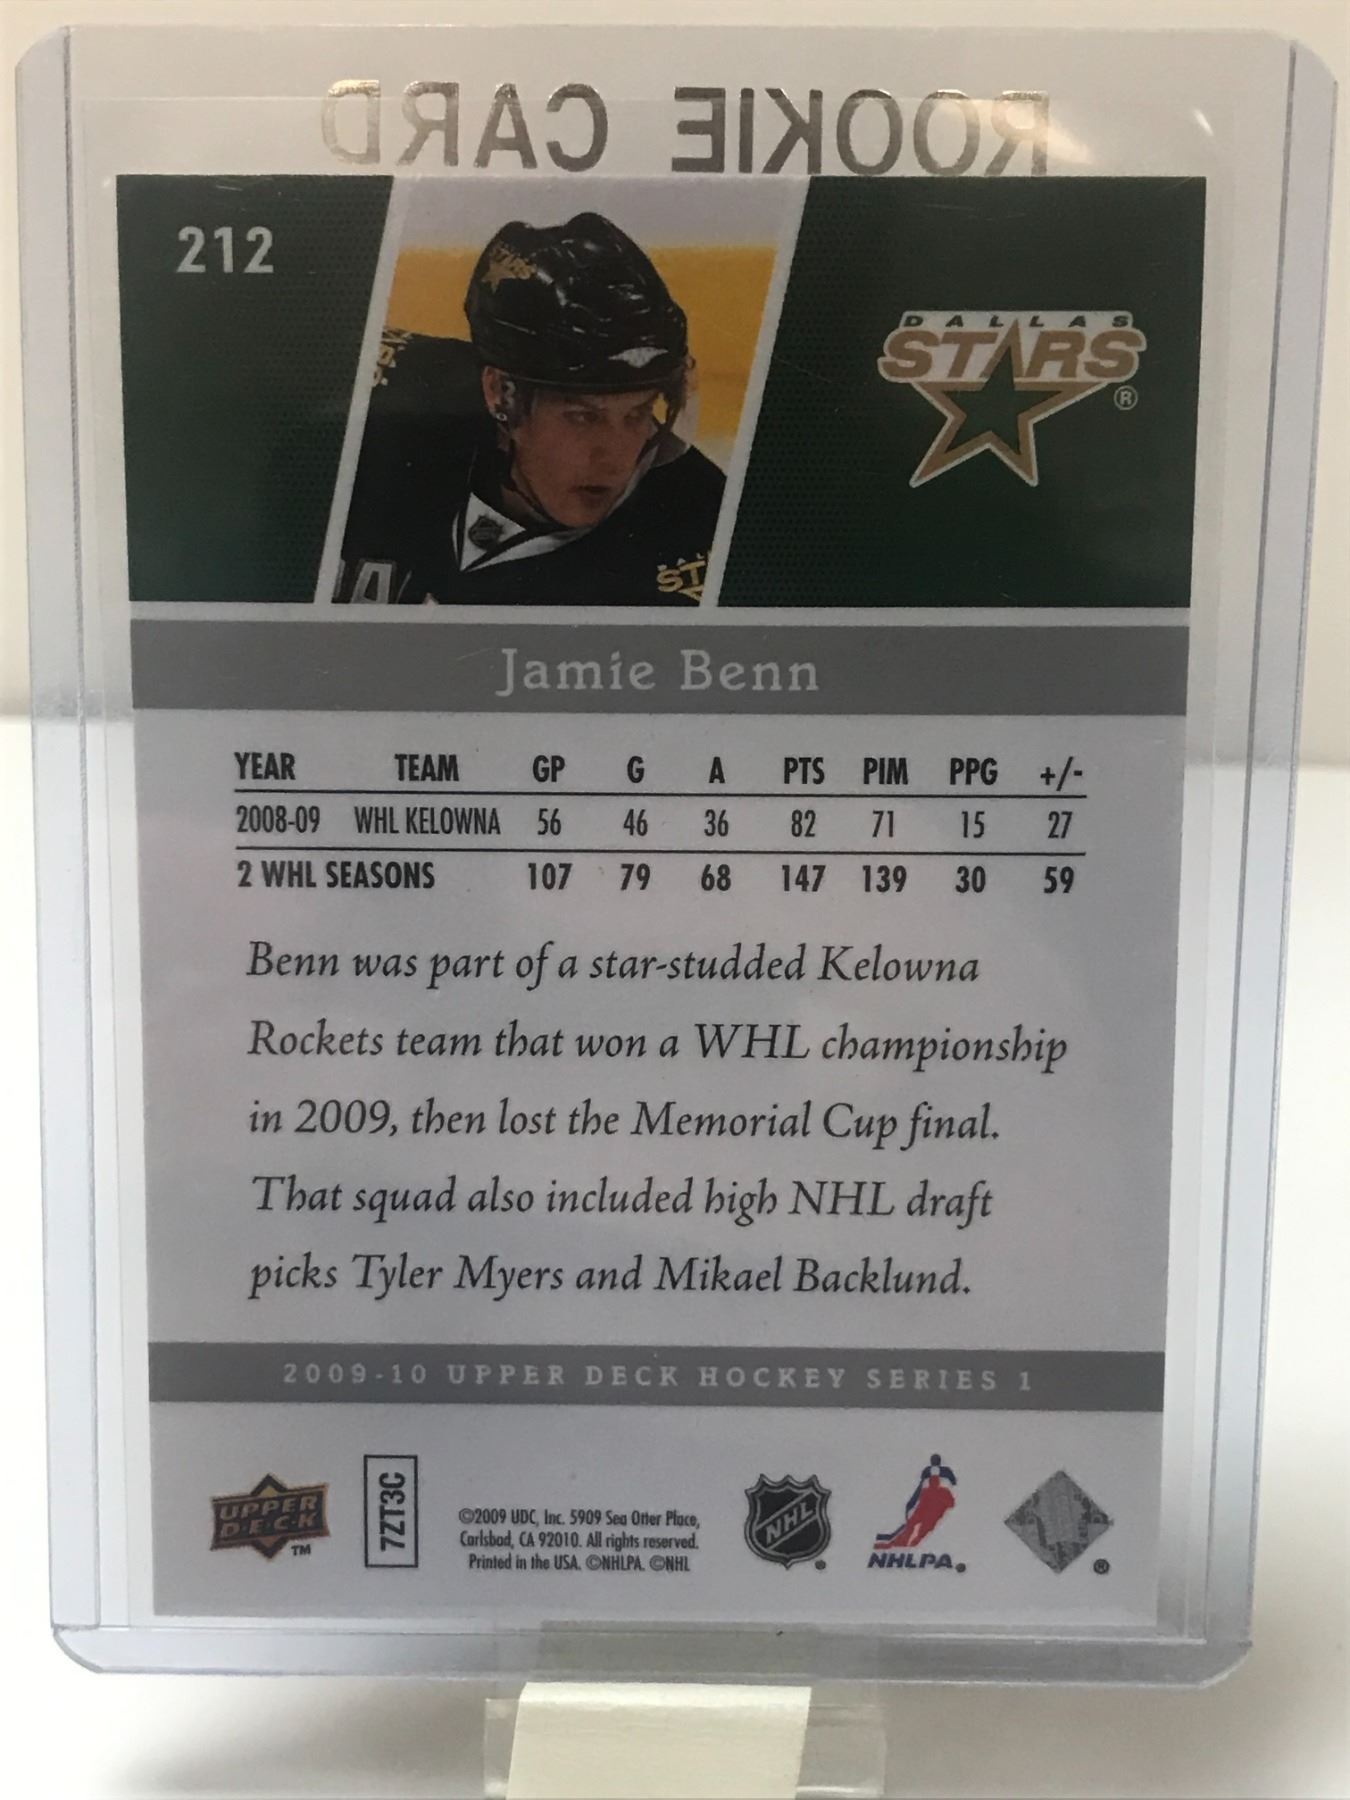 ROOKIE CARD
212
STARS
DALLAS
STARS
®
ST
Jamie Benn
YEAR TEAM GP G A PTS PIM PPG +/-
2008-09 WHL KELOWNA 56 46 36 82 71 15 27
2 WHL SEASONS 107 79 68 147 139 30 59
Benn was part of a star-studded Kelowna
Rockets team that won a WHL championship
in 2009, then lost the Memorial Cup final.
That squad also included high NHL draft
picks Tyler Myers and Mikael Backlund.
2009-10 UPPER DECK HOCKEY SERIES 1
UPPER
DECK
TM
7ZT3C
©2009 UDC, Inc. 5909 Sea Otter Place,
Carlsbad, CA 92010. All rights reserved.
Printed in the USA. ©NHLPA. ©NHL
NHL
NHLPA.
®